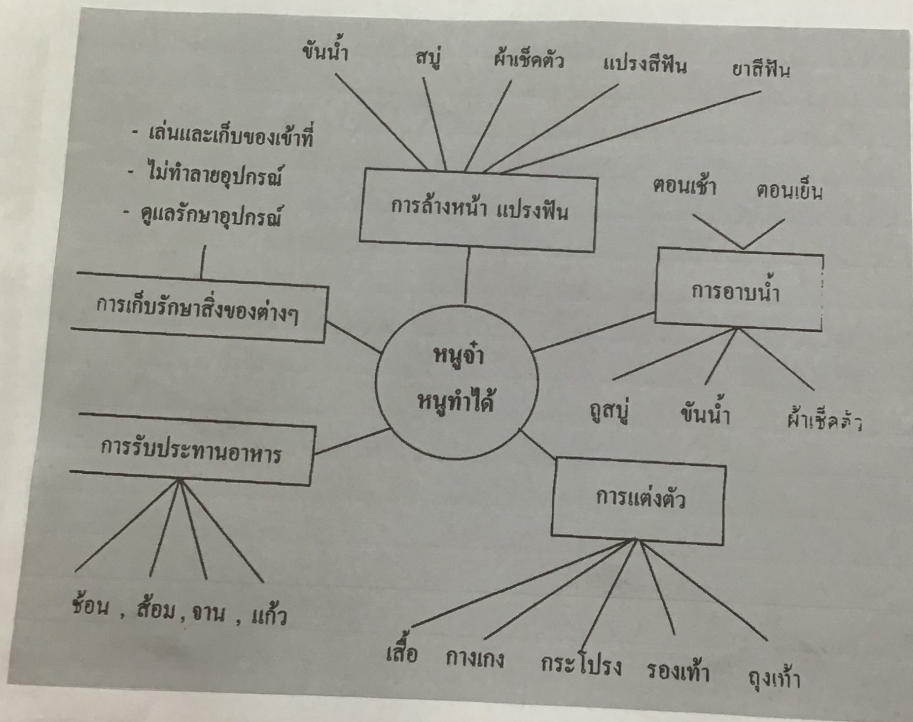 ขันน้ำ
สบู่
ผ้าเช็ดตัว
แปรงสีฟัน
ยาสีฟัน
- เล่นและเก็บของเข้าที่
- ไม่ทำลายอุปกรณ์
- ดูแลรักษาอุปกรณ์
การล้างหน้า แปรงฟัน
ตอนเช้า
ตอนเย็น
การเก็บรักษาสิ่งของต่างๆ
การอาบน้ำ
หนูจ๋า
หนูทำได้
ถูสบู่
ขันน้ำ
ผ้าเช็ดตัว
การรับประทานอาหาร
การแต่งตัว
ช้อน , ส้อม , จาน , แก้ว
เสื้อ
กางเกง
กระโปรง
รองเท้า
ถุงเท้า